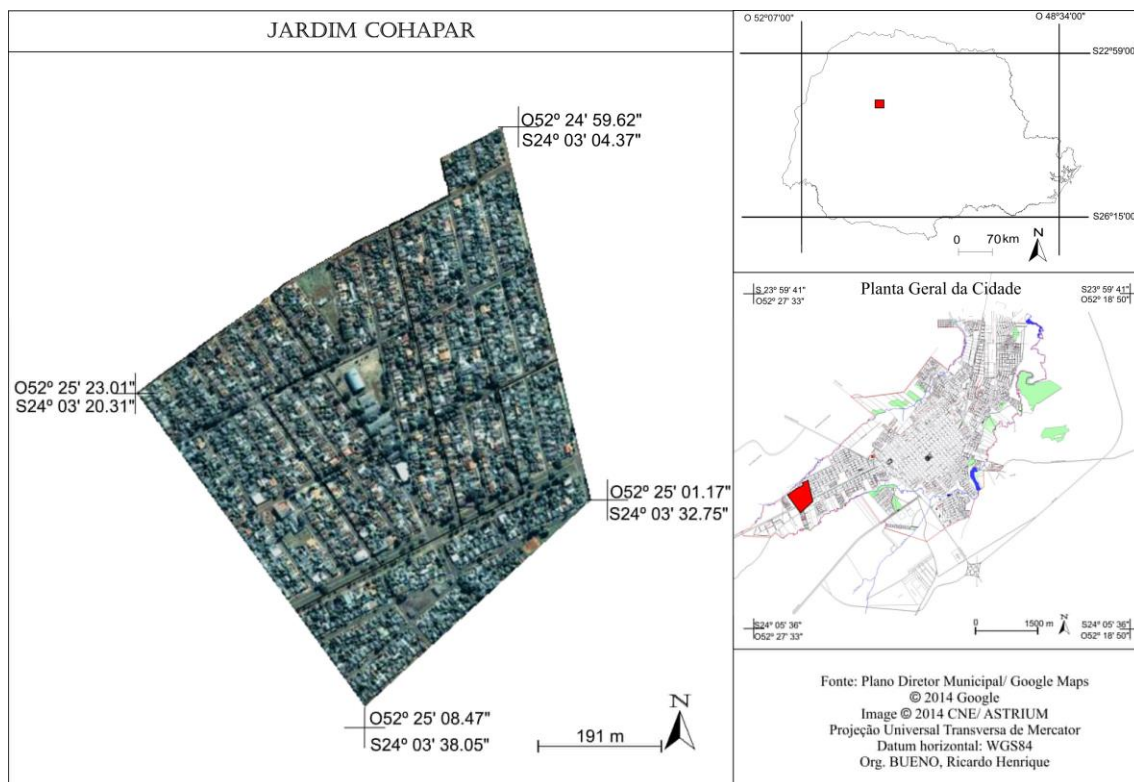 JARDIM COHAPAR
O52º 24' 59.62"
S24º 03' 04.37"
O52º 25' 23.01"
S24º 03' 20.31"
O52º 25' 01.17"
S24º 03' 32.75"
O52º 25' 08.47"
S24º 03' 38.05"
191 m
N
O 52º07'00"
O 48º34'00"
S22º59'00"
S26º15'00"
N
0 70 km
Planta Geral da Cidade
S 23º 59' 41"
O52º 27' 33"
S23º 59' 41"
O52º 18' 50"
S24º 05' 36"
O52º 27' 33"
0 1500 m
N
S24º 05' 36"
O52º 18' 50"
Fonte: Plano Diretor Municipal/ Google Maps
© 2014 Google
Image © 2014 CNE/ ASTRIUM
Projeção Universal Transversa de Mercator
Datum horizontal: WGS84
Org. BUENO, Ricardo Henrique